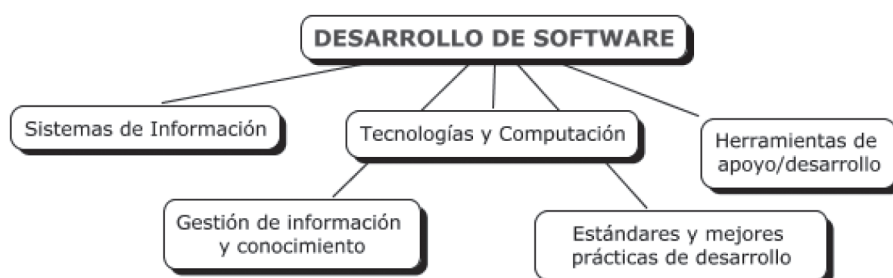 DESARROLLO DE SOFTWARE
Sistemas de Información
Tecnologías y Computación
Herramientas de
apoyo/desarrollo
Gestión de información
y conocimiento
Estándares y mejores
prácticas de desarrollo